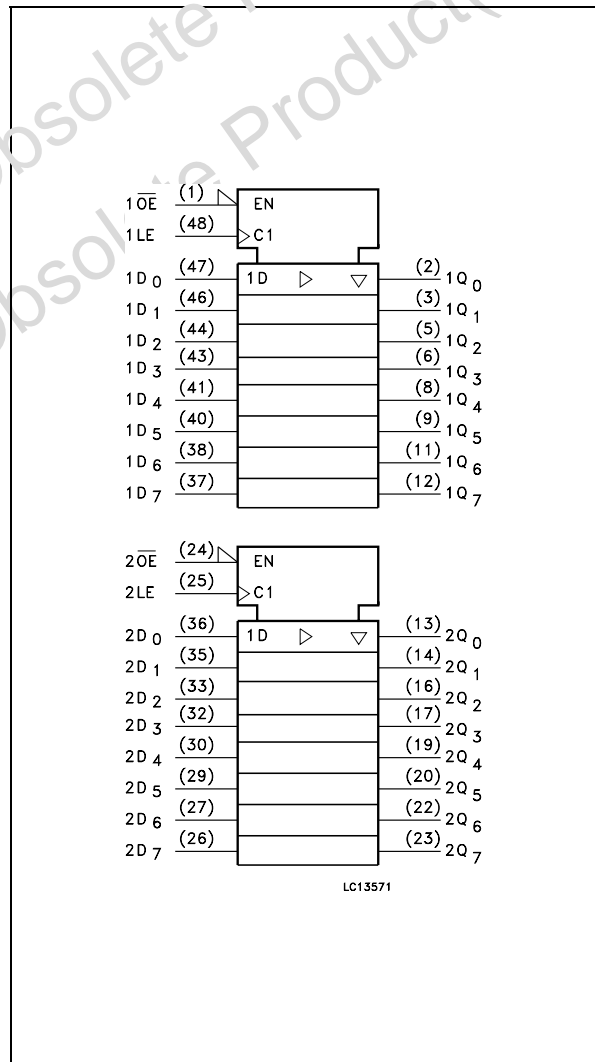 Obsolete Product(
Obsolete
1OE (1) EN
1LE (48) C1
1D0 (47) 1D (2) 1Q0
1D1 (46) (3) 1Q1
1D2 (44) (5) 1Q2
1D3 (43) (6) 1Q3
1D4 (41) (8) 1Q4
1D5 (40) (9) 1Q5
1D6 (38) (11) 1Q6
1D7 (37) (12) 1Q7
2OE (24) EN
2LE (25) C1
2D0 (36) 1D (13) 2Q0
2D1 (35) (14) 2Q1
2D2 (33) (16) 2Q2
2D3 (32) (17) 2Q3
2D4 (30) (19) 2Q4
2D5 (29) (20) 2Q5
2D6 (27) (22) 2Q6
2D7 (26) (23) 2Q7
LC13571